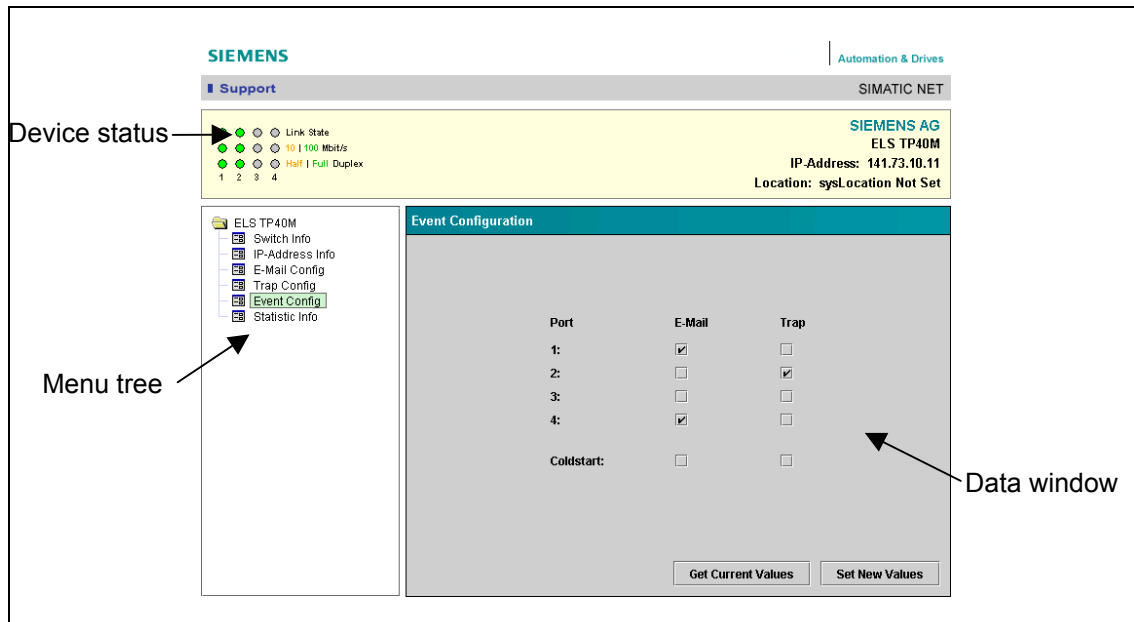 SIEMENS
Automation & Drives
Support
SIMATIC NET
Device status
Link State
10 | 100 Mbit/s
Half | Full Duplex
1 2 3 4
SIEMENS AG
ELS TP40M
IP-Address: 141.73.10.11
Location: sysLocation Not Set
ELS TP40M
Switch Info
IP-Address Info
E-Mail Config
Trap Config
Event Config
Statistic Info
Menu tree
Event Configuration
Port E-Mail Trap
1:
2:
3:
4:
Coldstart:
Data window
Get Current Values Set New Values